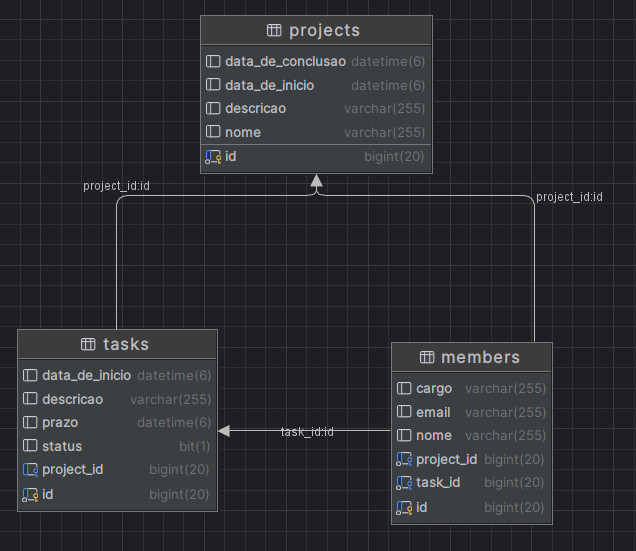 projects
data_de_conclusao datetime(6)
data_de_inicio datetime(6)
descricao varchar(255)
nome varchar(255)
id bigint(20)
project_id:id
project_id:id
tasks
data_de_inicio datetime(6)
descricao varchar(255)
prazo datetime(6)
status bit(1)
project_id bigint(20)
id bigint(20)
task_id:id
members
cargo varchar(255)
email varchar(255)
nome varchar(255)
project_id bigint(20)
task_id bigint(20)
id bigint(20)